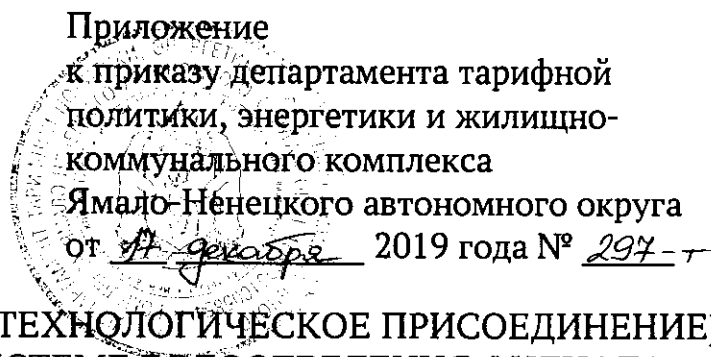 Приложение
к приказу департамента тарифной
политики, энергетики и жилищно-
коммунального комплекса
Ямало-Ненецкого автономного округа
от 17 декабря 2019 года № 297-т
ТЕХНОЛОГИЧЕСКОЕ ПРИСОЕДИНЕНИЕ